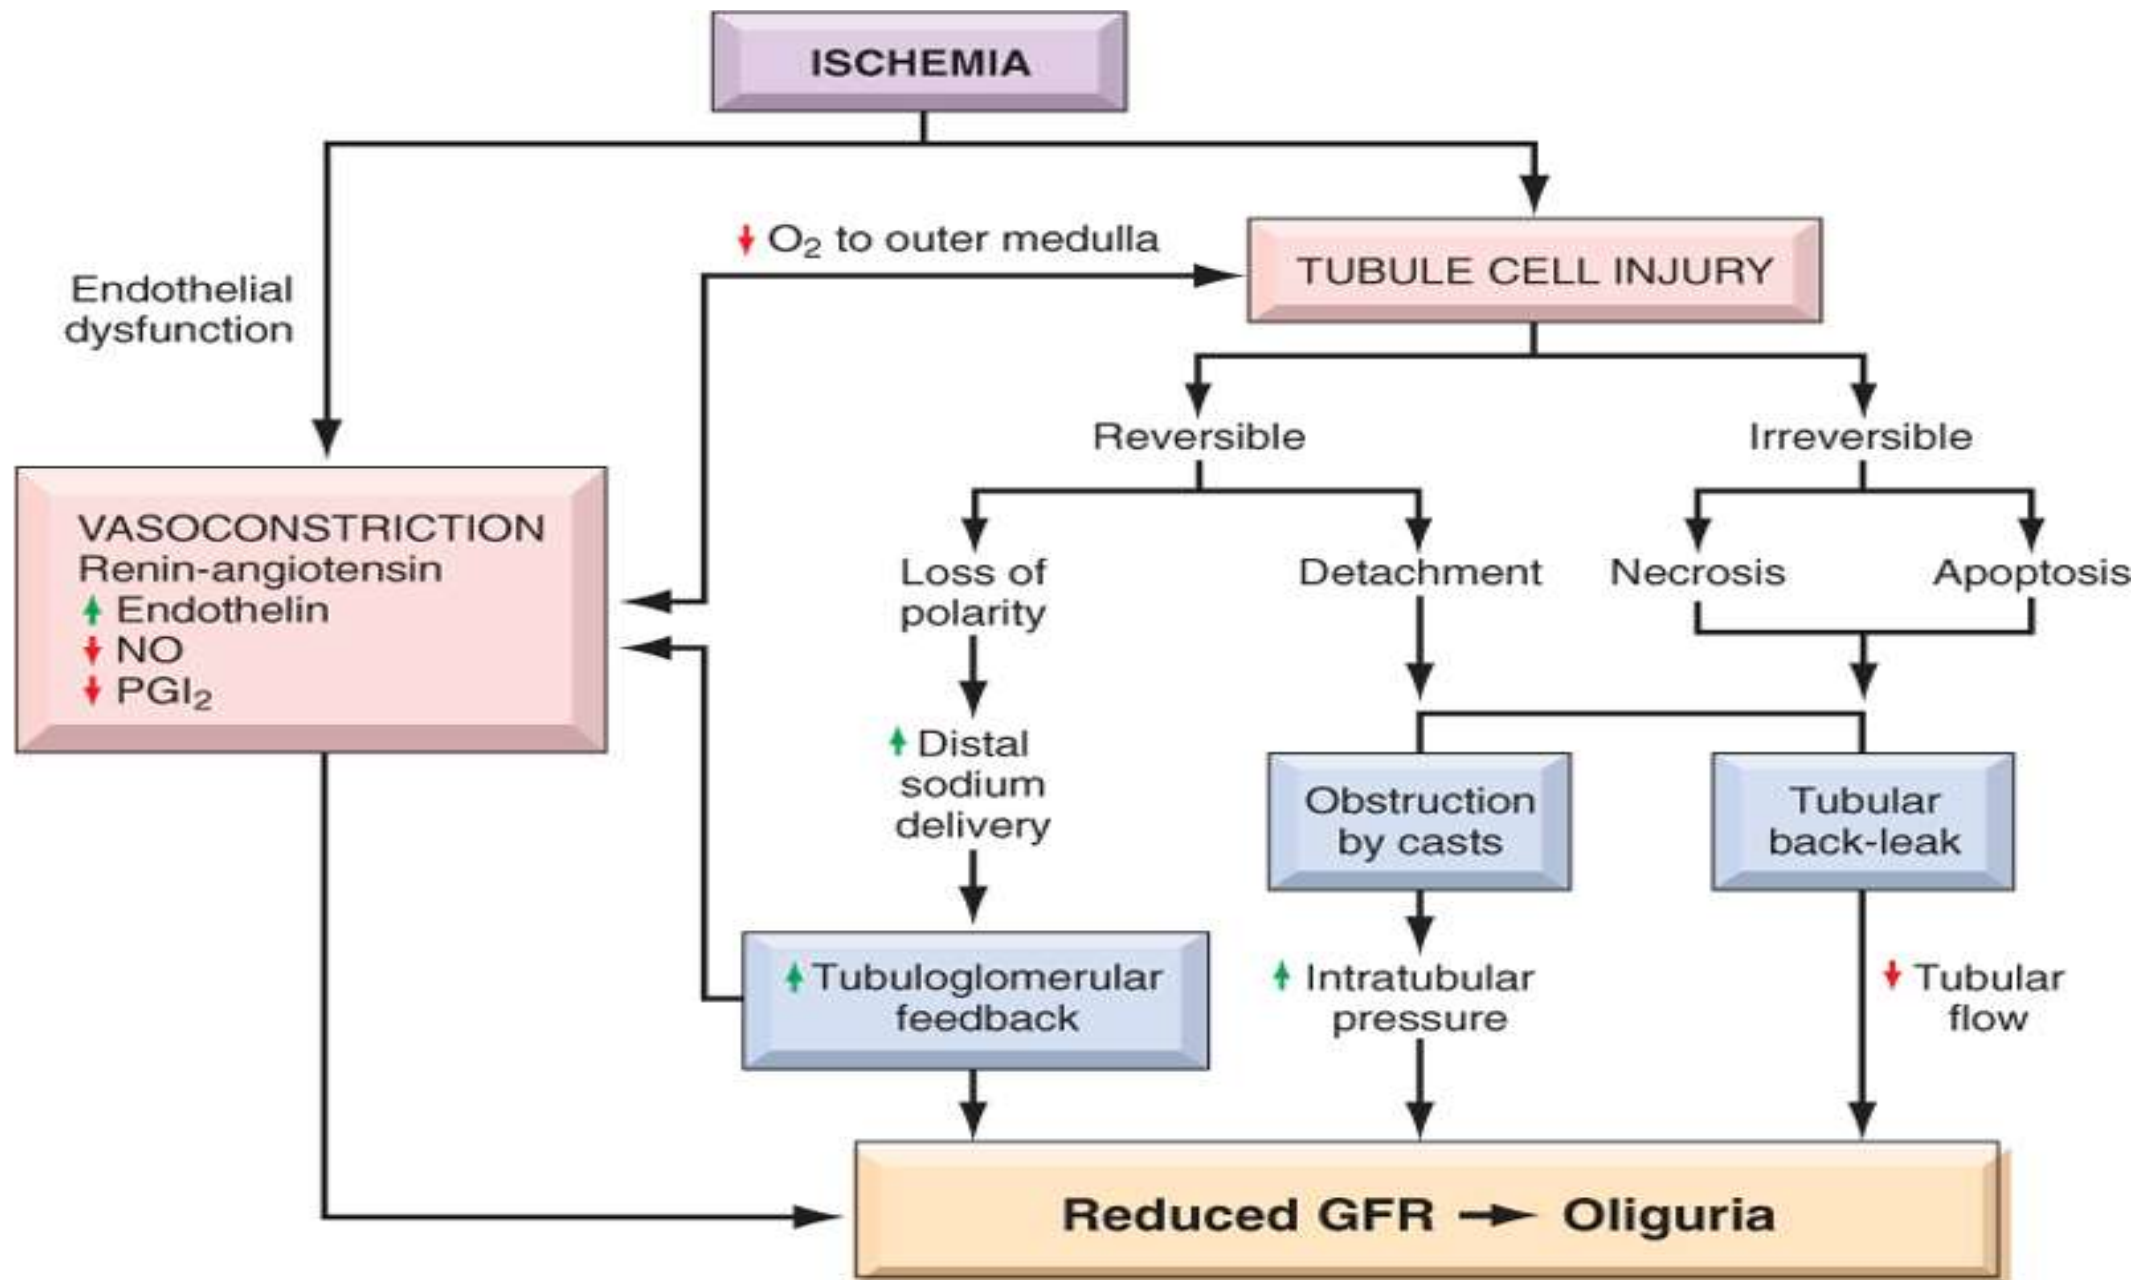 ISCHEMIA
↓ O₂ to outer medulla
TUBULE CELL INJURY
Endothelial
dysfunction
Reversible
Irreversible
VASOCONSTRICTION
Renin-angiotensin
↑ Endothelin
↓ NO
↓ PGI₂
Loss of
polarity
Detachment
Necrosis
Apoptosis
↑ Distal
sodium
delivery
Obstruction
by casts
Tubular
back-leak
↑ Tubuloglomerular
feedback
↑ Intratubular
pressure
↓ Tubular
flow
Reduced GFR → Oliguria